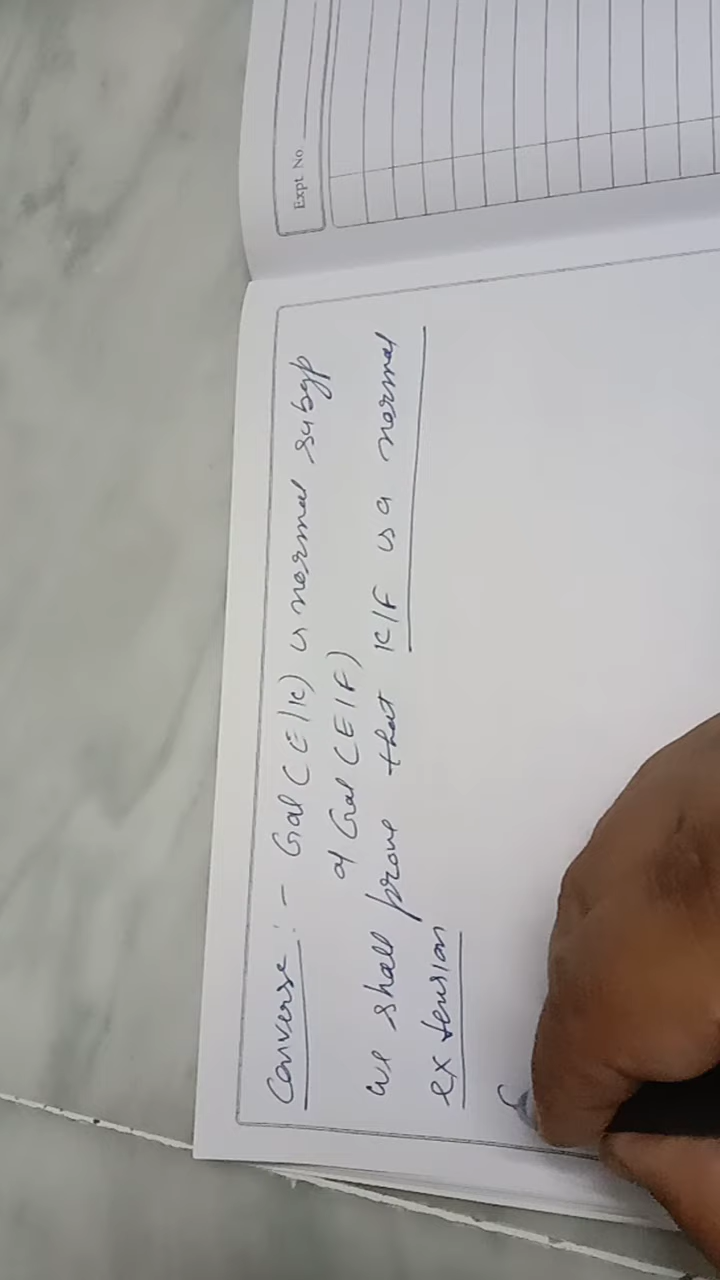 Expt. No.
Converse :- Gal(E/K) is normal subgp
of Gal(E/F)
we shall prove that K/F is a normal
extension